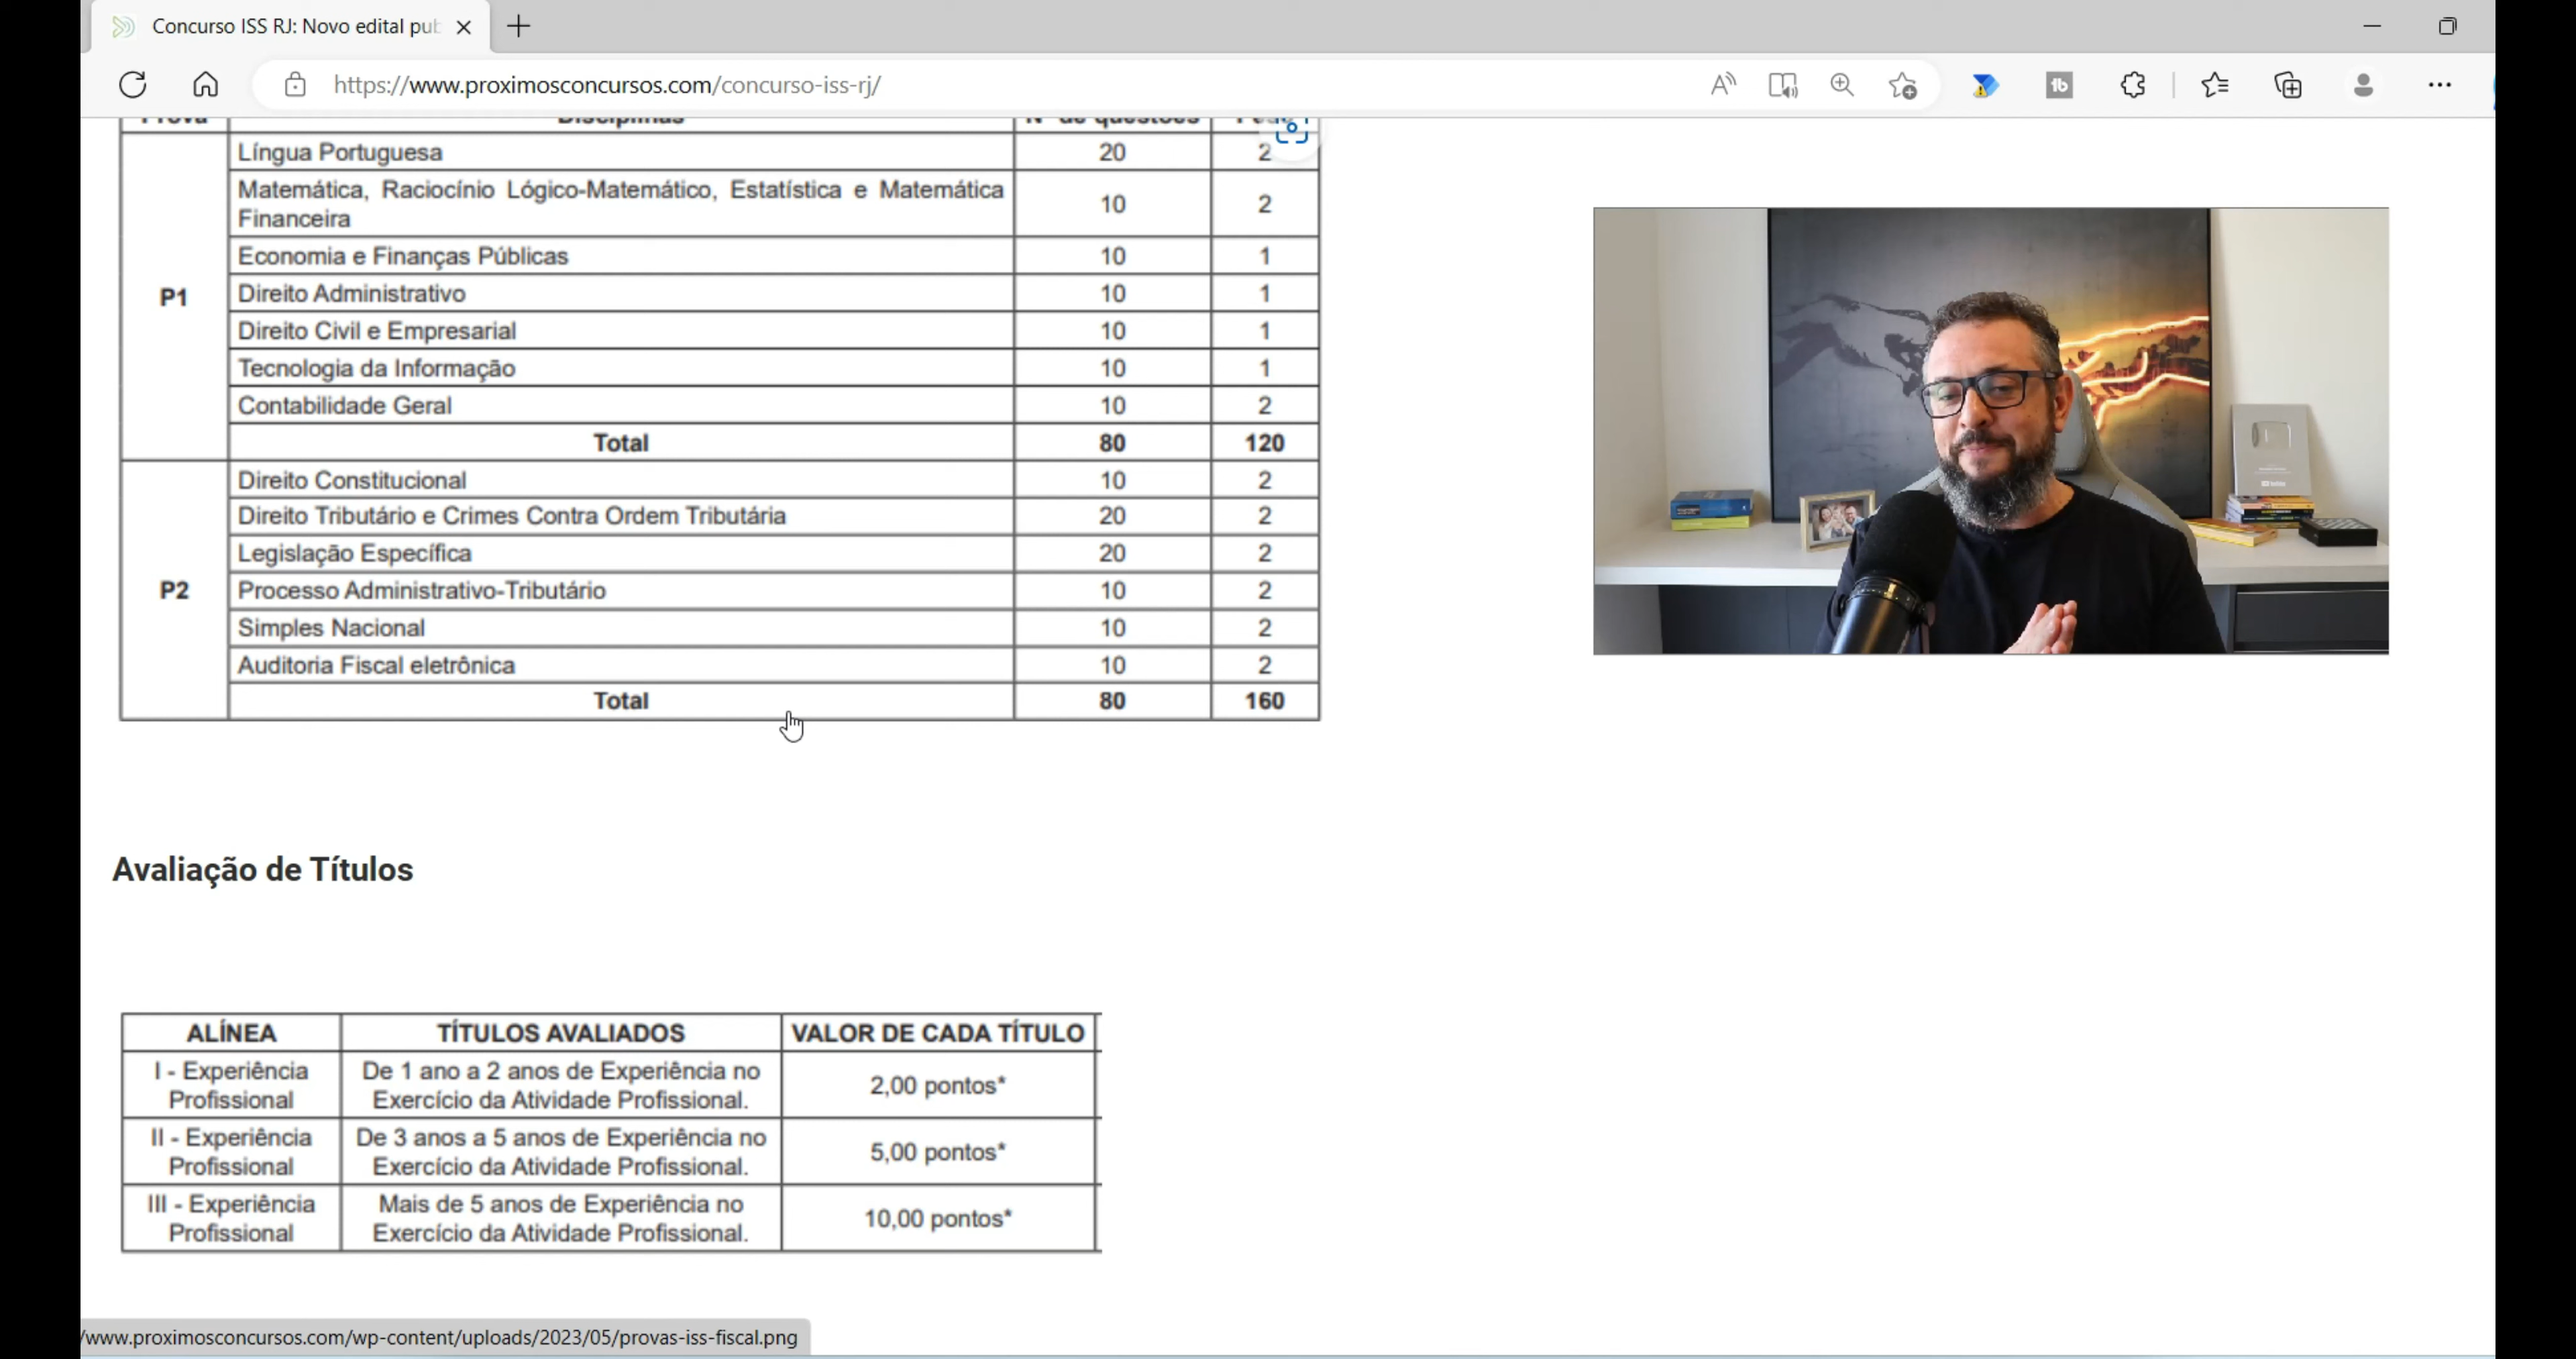 Concurso ISS RJ: Novo edital pub
https://www.proximosconcursos.com/concurso-iss-rj/
Prova Disciplinas Nº de questões Peso
Língua Portuguesa 20 2
Matemática, Raciocínio Lógico-Matemático, Estatística e Matemática
Financeira 10 2
Economia e Finanças Públicas 10 1
Direito Administrativo 10 1
P1
Direito Civil e Empresarial 10 1
Tecnologia da Informação 10 1
Contabilidade Geral 10 2
Total 80 120
Direito Constitucional 10 2
Direito Tributário e Crimes Contra Ordem Tributária 20 2
Legislação Específica 20 2
P2 Processo Administrativo-Tributário 10 2
Simples Nacional 10 2
Auditoria Fiscal eletrônica 10 2
Total 80 160
Avaliação de Títulos
ALÍNEA TÍTULOS AVALIADOS VALOR DE CADA TÍTULO
I - Experiência
Profissional
De 1 ano a 2 anos de Experiência no
Exercício da Atividade Profissional.
2,00 pontos*
II - Experiência
Profissional
De 3 anos a 5 anos de Experiência no
Exercício da Atividade Profissional.
5,00 pontos*
III - Experiência
Profissional
Mais de 5 anos de Experiência no
Exercício da Atividade Profissional.
10,00 pontos*
/www.proximosconcursos.com/wp-content/uploads/2023/05/provas-iss-fiscal.png